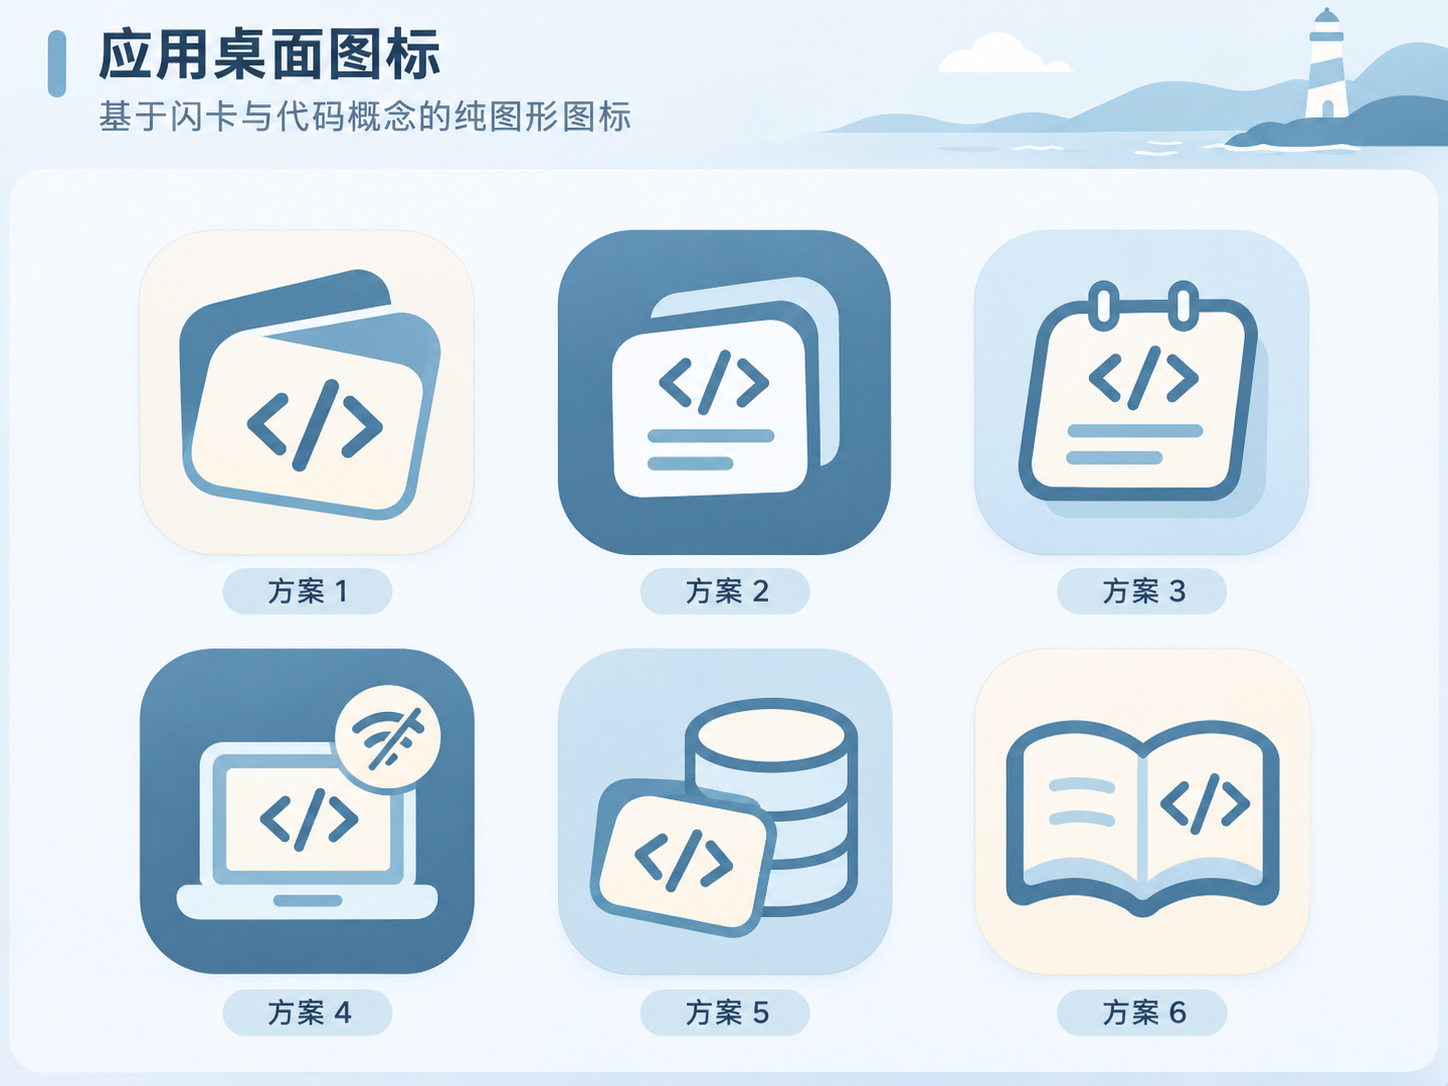 应用桌面图标
基于闪卡与代码概念的纯图形图标
</>
</>
</>
方案 1
方案 2
方案 3
</>
</>
</>
方案 4
方案 5
方案 6